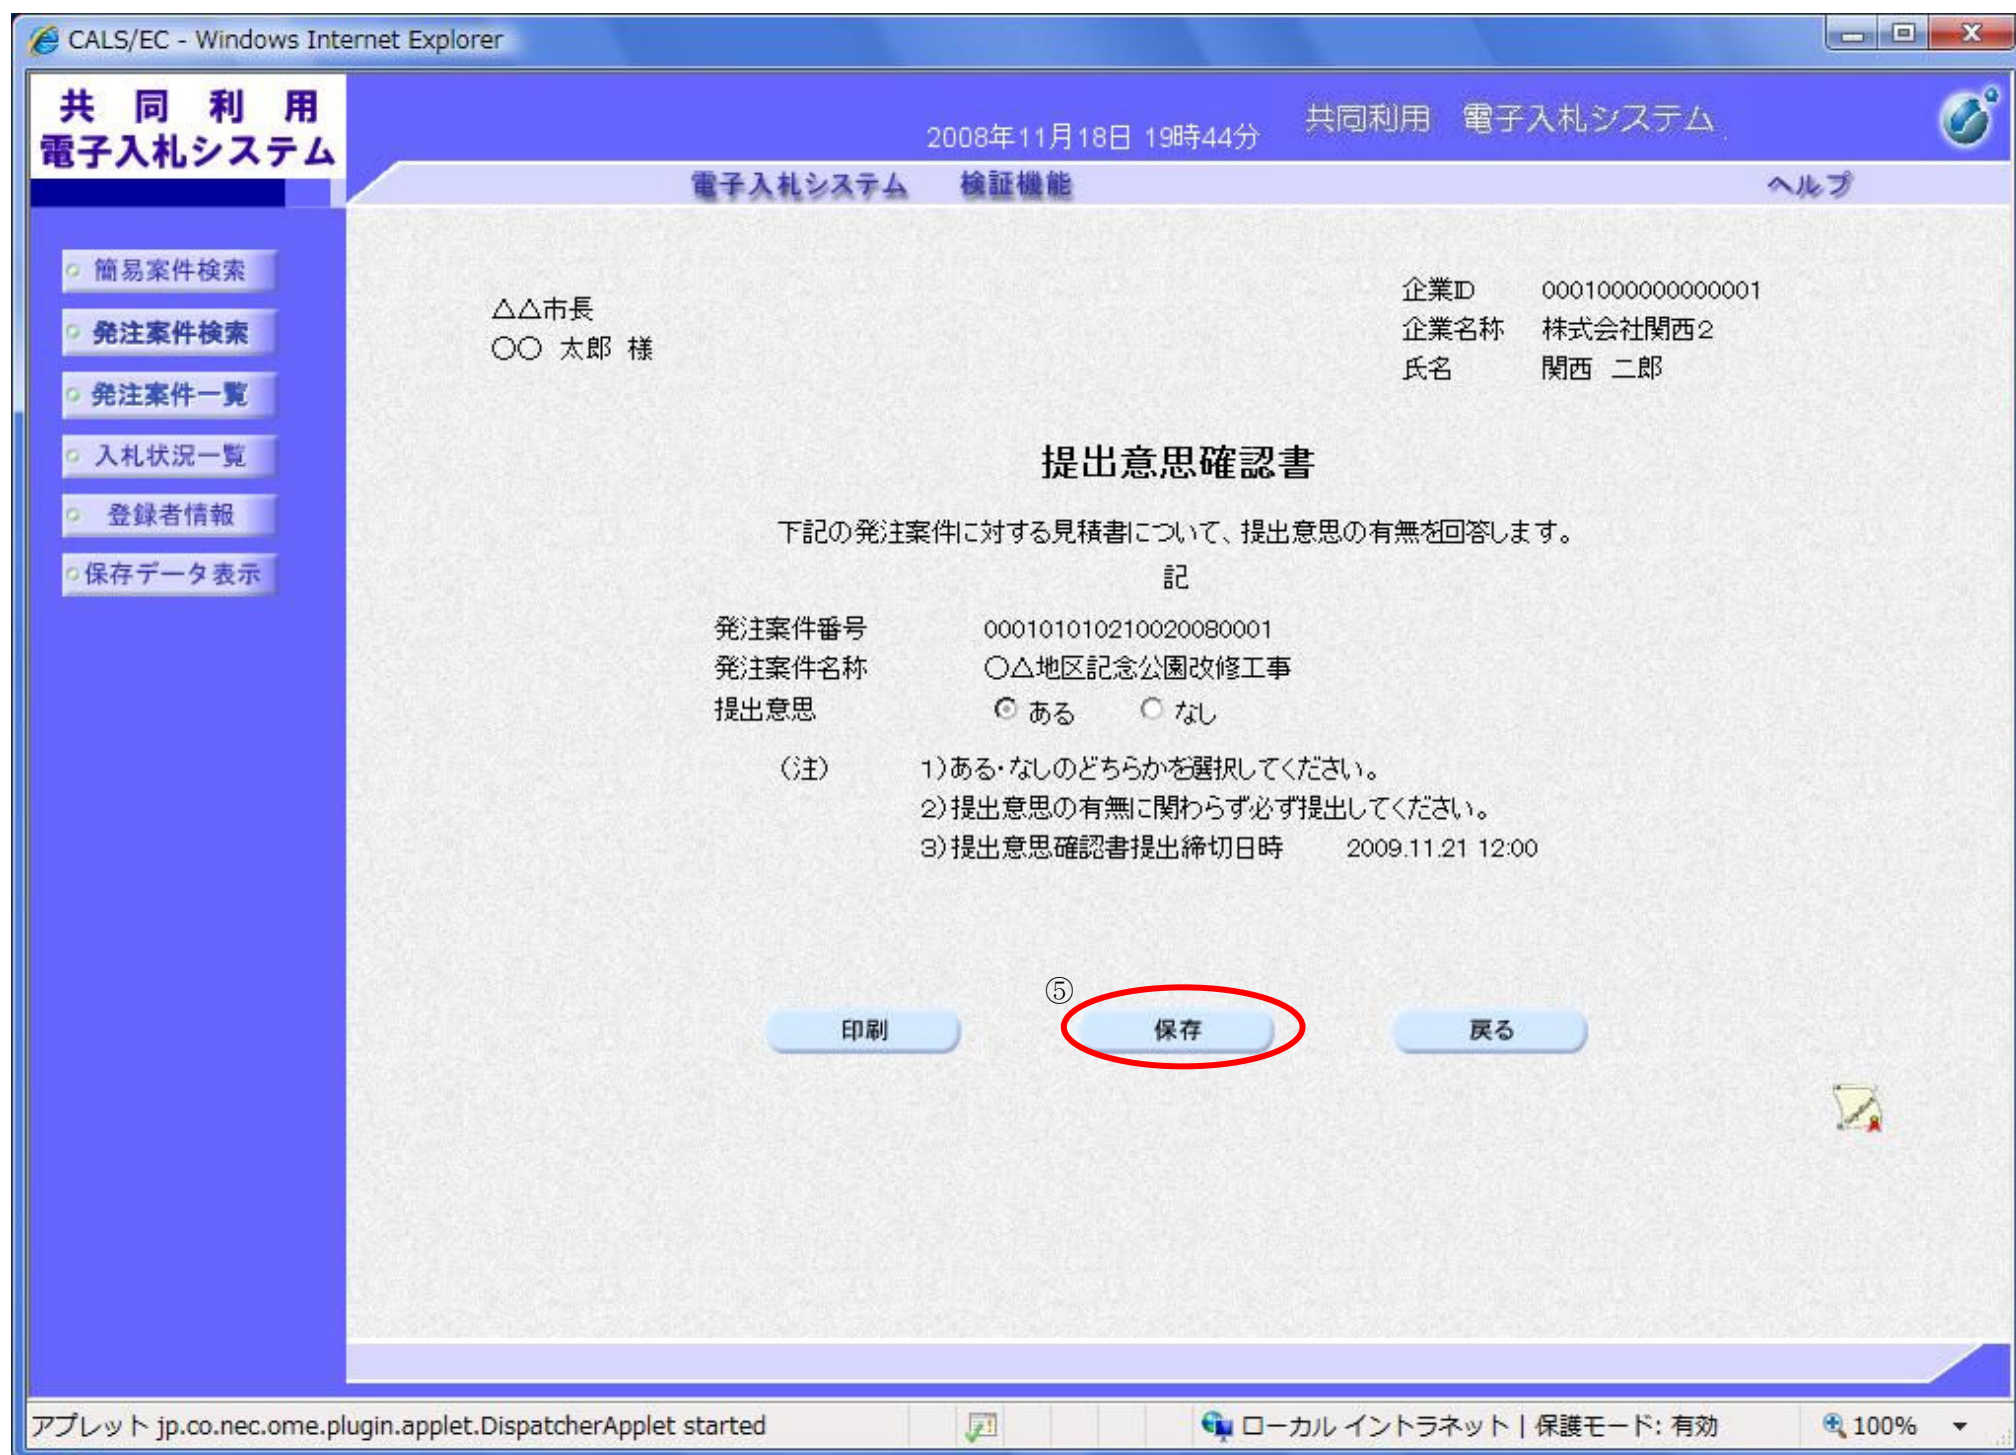 CALS/EC - Windows Internet Explorer
共 同 利 用
電子入札システム
2008年11月18日 19時44分
共同利用 電子入札システム
電子入札システム 検証機能 ヘルプ
簡易案件検索
発注案件検索
発注案件一覧
入札状況一覧
登録者情報
保存データ表示
△△市長
〇〇 太郎 様
企業ID 0001000000000001
企業名称 株式会社関西2
氏名 関西 二郎
提出意思確認書
下記の発注案件に対する見積書について、提出意思の有無を回答します。
記
発注案件番号 000101010210020080001
発注案件名称 〇△地区記念公園改修工事
提出意思 ある なし
(注) 1)ある・なしのどちらかを選択してください。
2)提出意思の有無に関わらず必ず提出してください。
3)提出意思確認書提出締切日時 2009.11.21 12:00
⑤
印刷 保存 戻る
アプレット jp.co.nec.ome.plugin.applet.DispatcherApplet started
ローカル イントラネット | 保護モード: 有効
100%